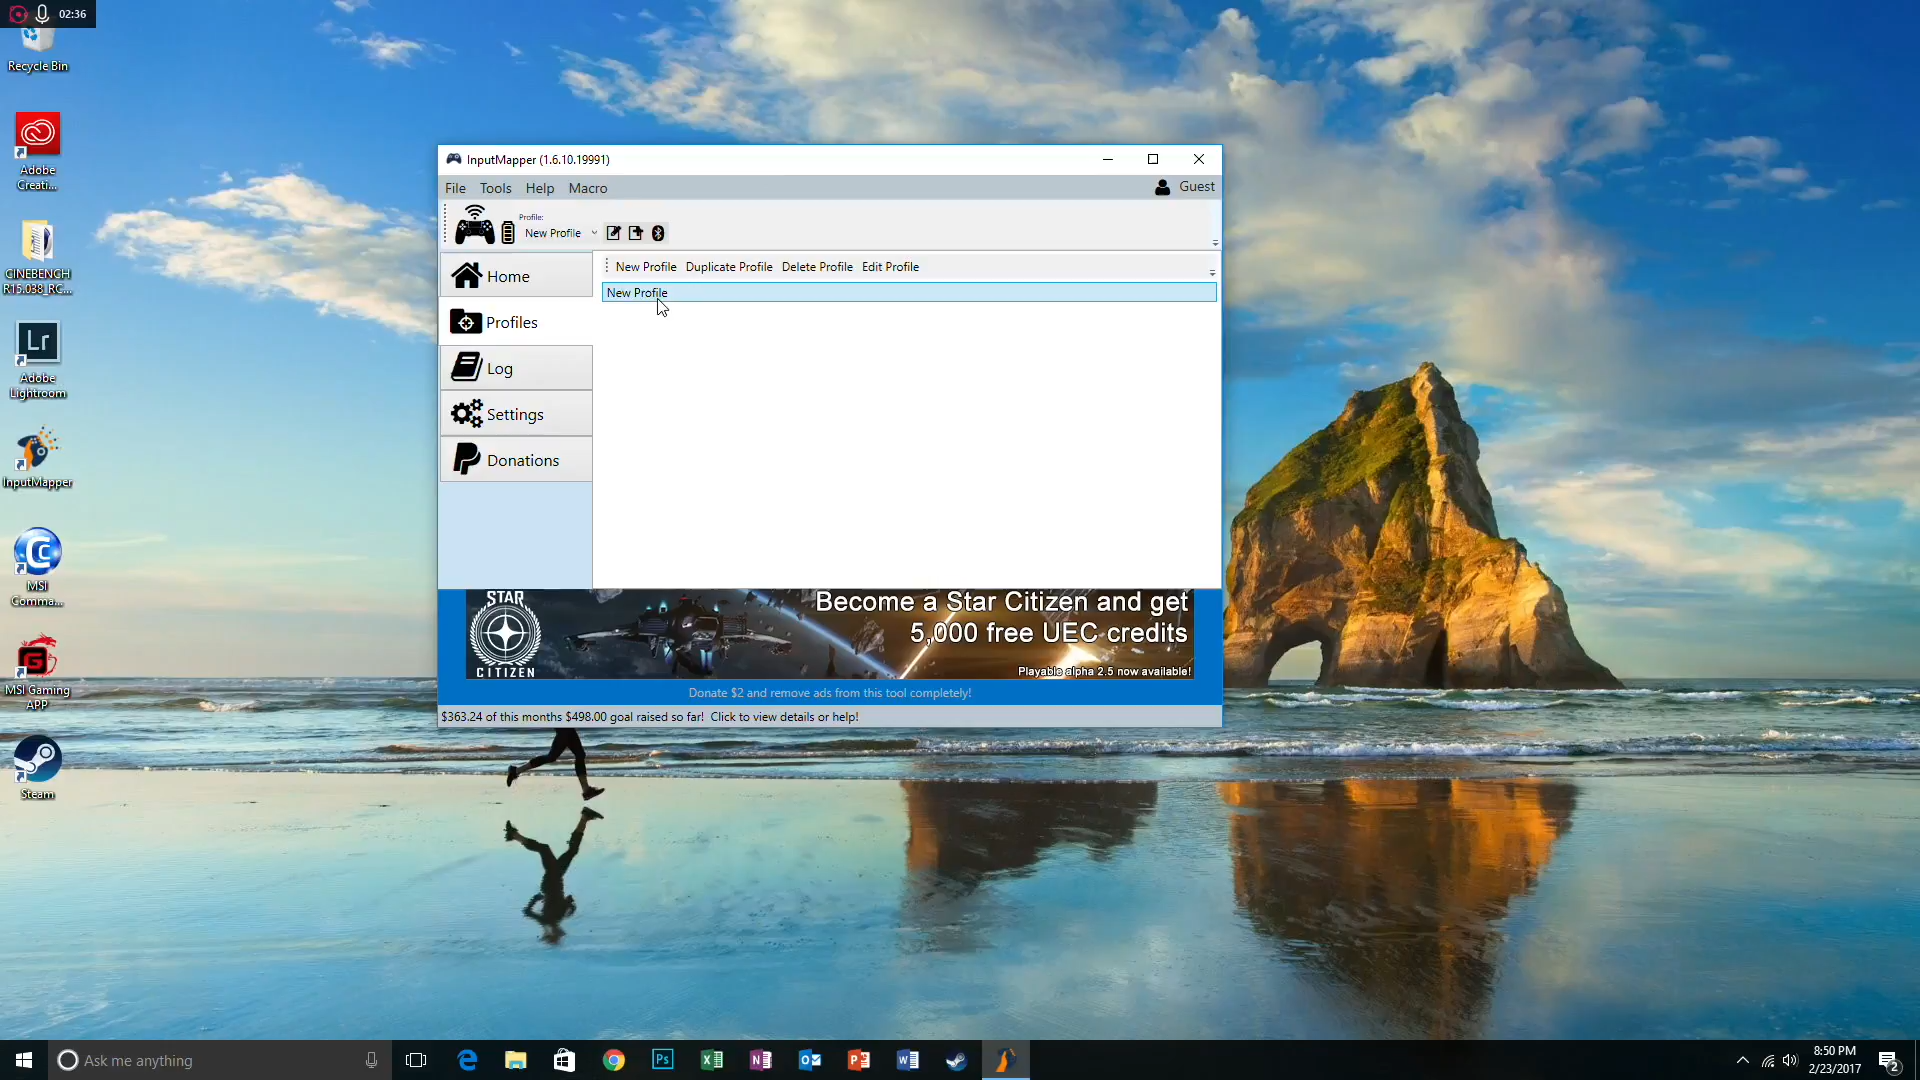 02:36
Recycle Bin
Adobe
Creati...
CINEBENCH
R15.038_RC...
Lr
Adobe
Lightroom
InputMapper
MSI
Comma...
MSI Gaming
APP
Steam
InputMapper (1.6.10.19991)
File Tools Help Macro
Guest
Profile:
New Profile
Home
Profiles
Log
Settings
Donations
New Profile Duplicate Profile Delete Profile Edit Profile
New Profile
STAR
CITIZEN
Become a Star Citizen and get
5,000 free UEC credits
Playable alpha 2.5 now available!
Donate $2 and remove ads from this tool completely!
$363.24 of this months $498.00 goal raised so far! Click to view details or help!
Ask me anything
Ps
8:50 PM
2/23/2017
2